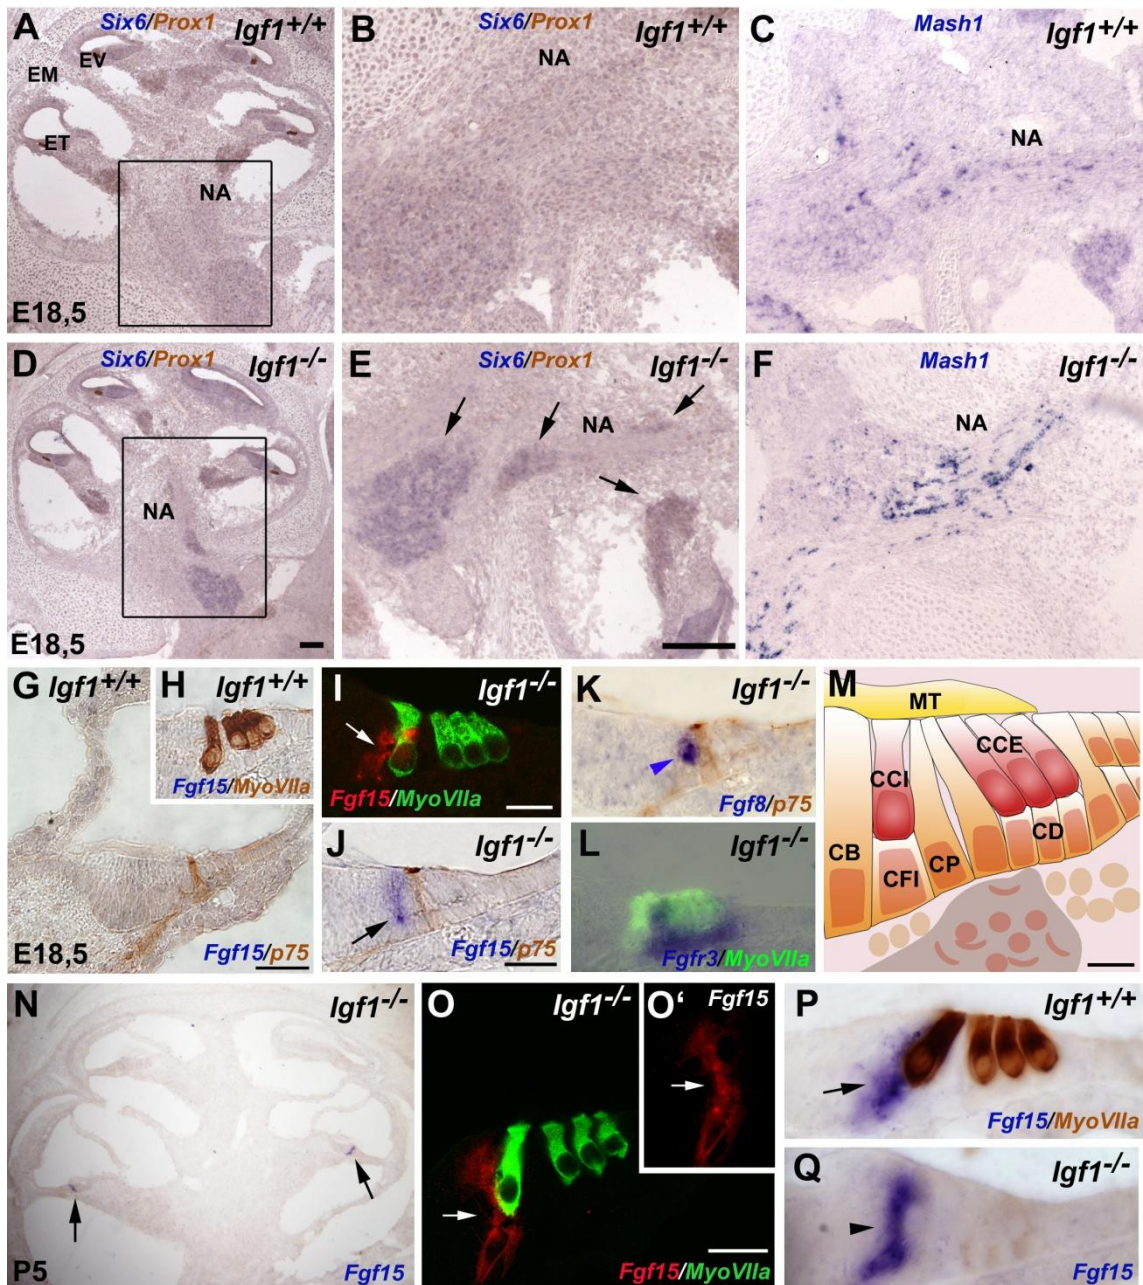 A
Six6/Prox1
Igf1+/+
EV
EM
ET
NA
E18,5
B
NA
Igf1+/+
C
Mash1
Igf1+/+
NA
D
Six6/Prox1
Igf1-/-
NA
E18,5
E
Six6/Prox1
Igf1-/-
NA
F
Mash1
Igf1-/-
NA
G
Igf1+/+
E18,5
Fgf15/p75
H
Igf1+/+
Fgf15/MyoVIIa
I
Igf1-/-
Fgf15/MyoVIIa
J
Igf1-/-
Fgf15/p75
K
Igf1-/-
Fgf8/p75
L
Igf1-/-
Fgfr3/MyoVIIa
M
MT
CCE
CCI
CD
CB
CP
CFI
N
Igf1-/-
P5
Fgf15
O
Igf1-/-
Fgf15/MyoVIIa
O‘
Fgf15
P
Igf1+/+
Fgf15/MyoVIIa
Q
Igf1-/-
Fgf15